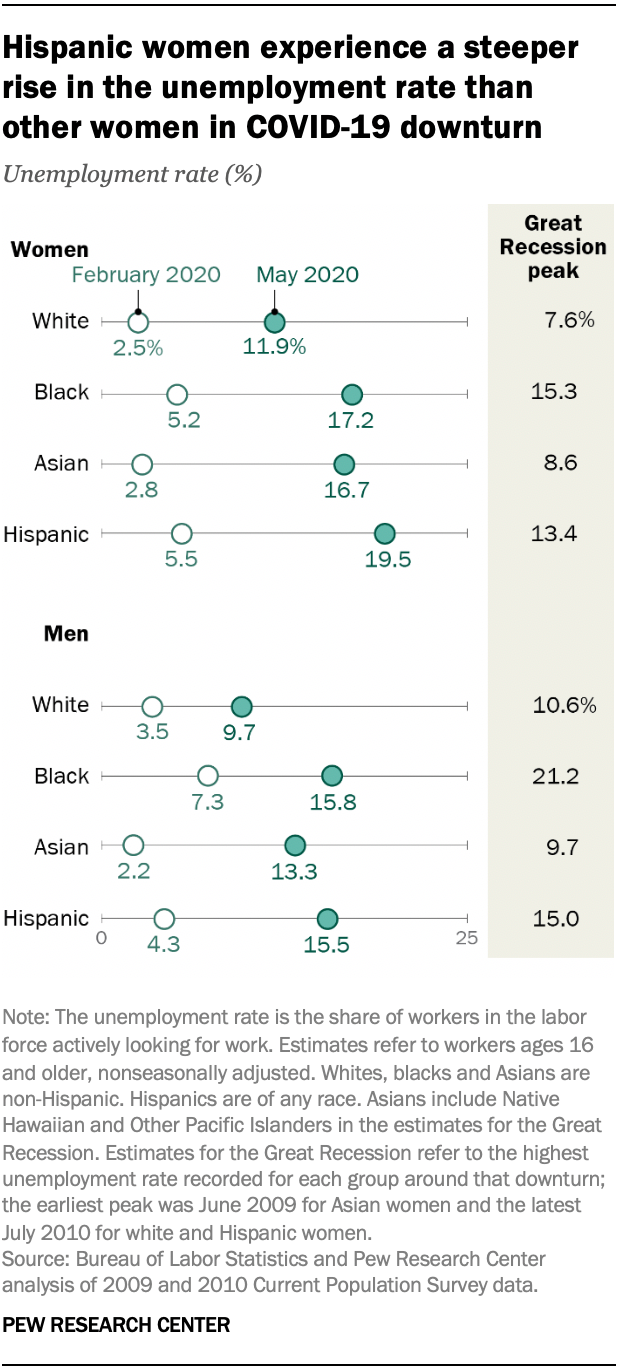 Hispanic women experience a steeper
rise in the unemployment rate than
other women in COVID-19 downturn
Unemployment rate (%)
Great
Recession
peak
Women
February 2020 May 2020
White 7.6%
2.5% 11.9%
Black 15.3
5.2 17.2
Asian 8.6
2.8 16.7
Hispanic 13.4
5.5 19.5
Men
White 10.6%
3.5 9.7
Black 21.2
7.3 15.8
Asian 9.7
2.2 13.3
Hispanic 15.0
0 4.3 15.5 25
Note: The unemployment rate is the share of workers in the labor
force actively looking for work. Estimates refer to workers ages 16
and older, nonseasonally adjusted. Whites, blacks and Asians are
non-Hispanic. Hispanics are of any race. Asians include Native
Hawaiian and Other Pacific Islanders in the estimates for the Great
Recession. Estimates for the Great Recession refer to the highest
unemployment rate recorded for each group around that downturn;
the earliest peak was June 2009 for Asian women and the latest
July 2010 for white and Hispanic women.
Source: Bureau of Labor Statistics and Pew Research Center
analysis of 2009 and 2010 Current Population Survey data.
PEW RESEARCH CENTER